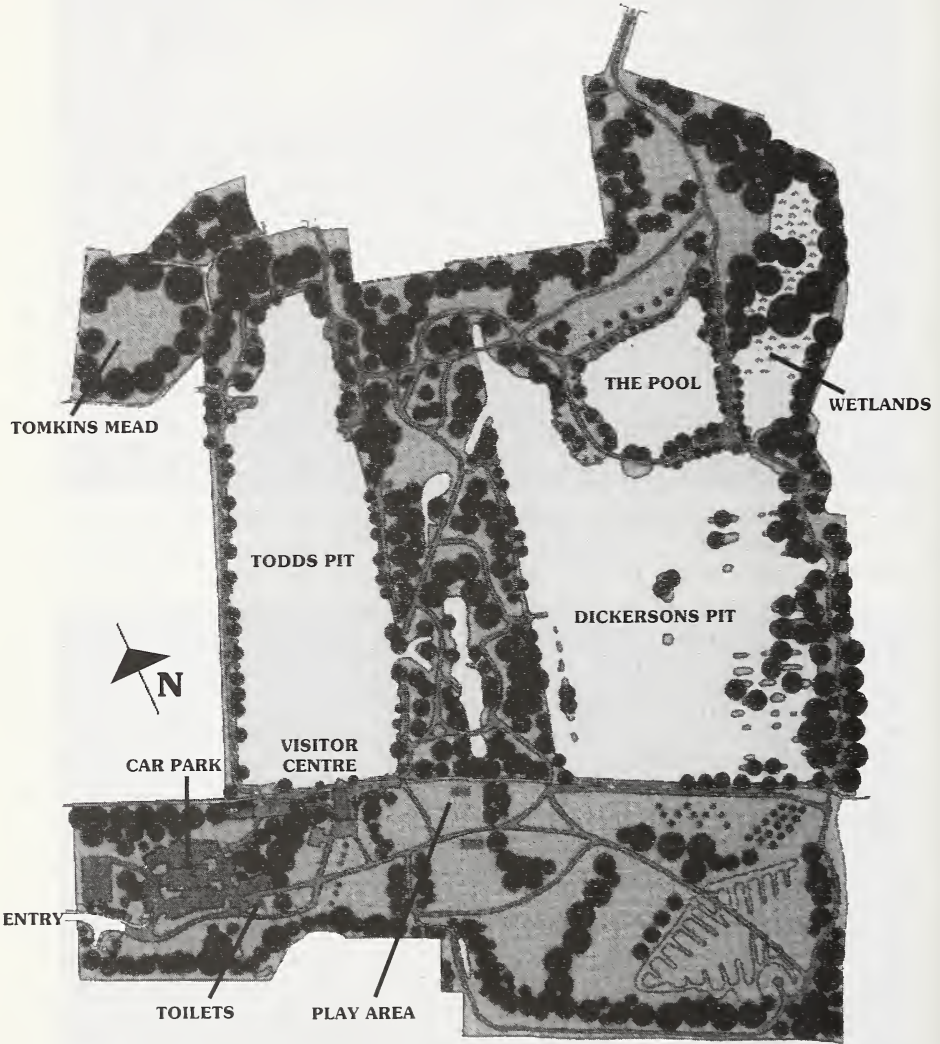 THE POOL
WETLANDS
TOMKINS MEAD
TODDS PIT
DICKERSONS PIT
N
VISITOR
CENTRE
CAR PARK
ENTRY
TOILETS
PLAY AREA